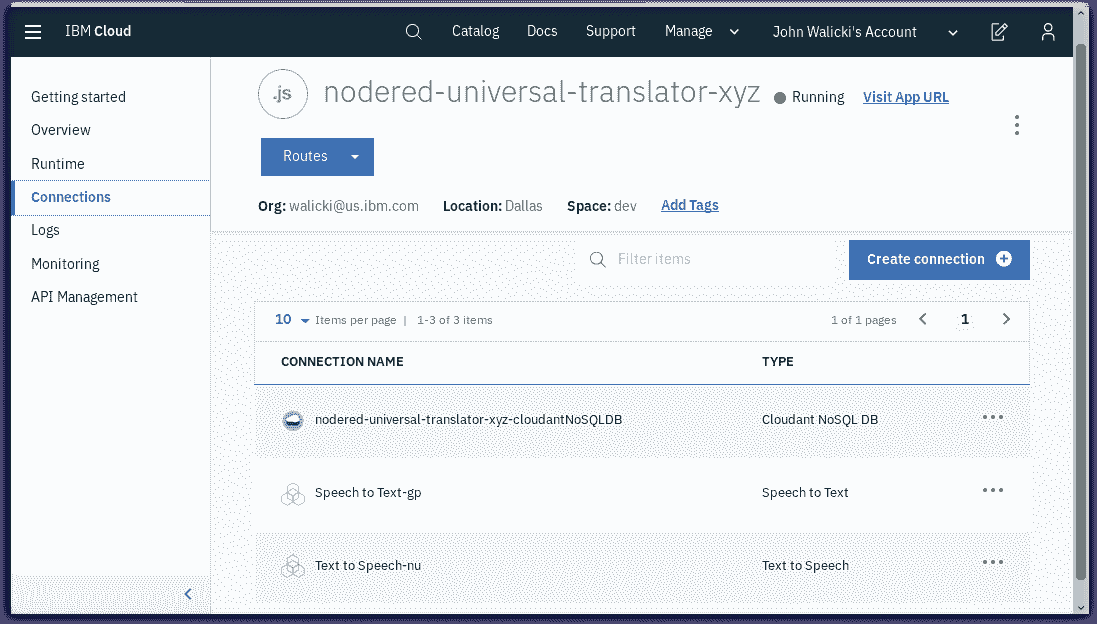 IBM Cloud Catalog Docs Support Manage John Walicki's Account
Getting started
Overview
Runtime
Connections
Logs
Monitoring
API Management
.js nodered-universal-translator-xyz Running Visit App URL
Routes
Org: walicki@us.ibm.com Location: Dallas Space: dev Add Tags
Filter items Create connection
10 Items per page | 1-3 of 3 items 1 of 1 pages 1
CONNECTION NAME TYPE
nodered-universal-translator-xyz-cloudantNoSQLDB Cloudant NoSQL DB
Speech to Text-gp Speech to Text
Text to Speech-nu Text to Speech